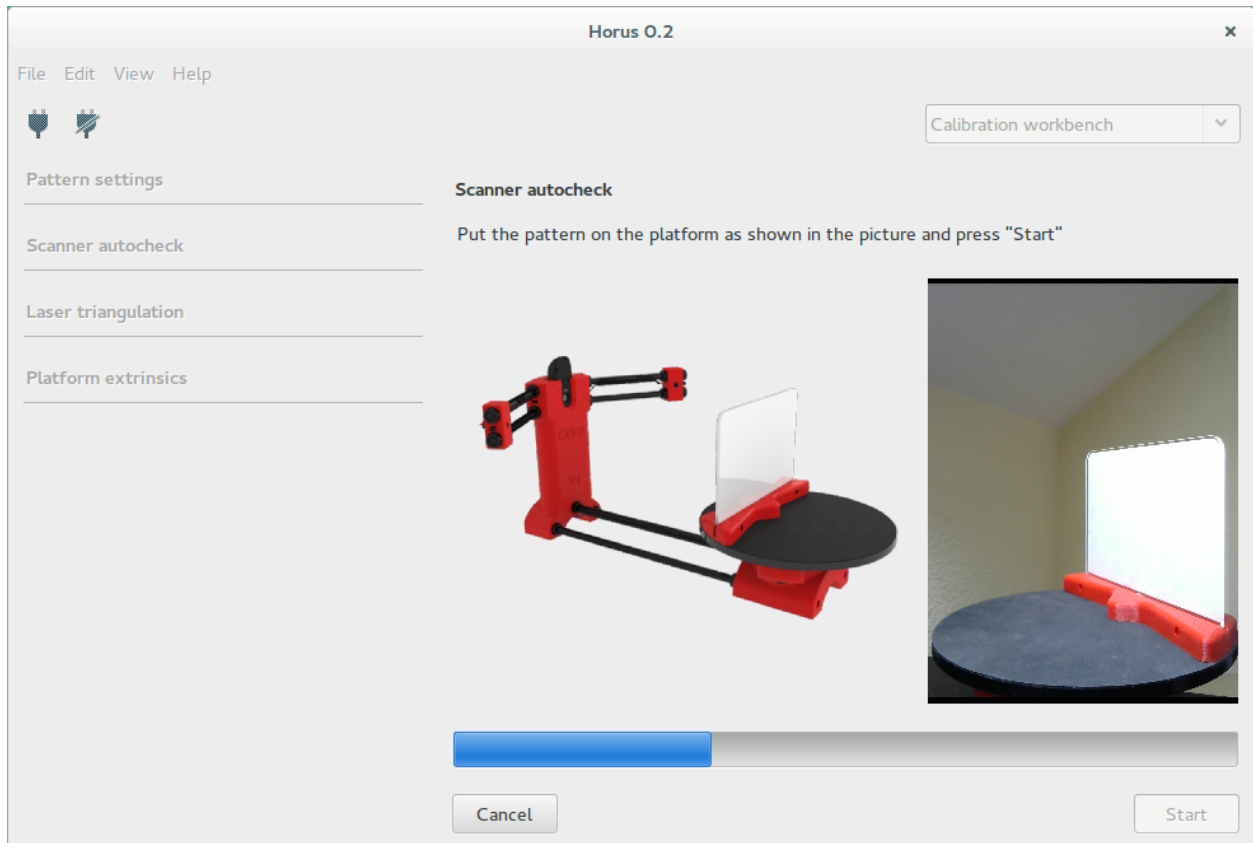 Horus 0.2
File Edit View Help
Calibration workbench
Pattern settings
Scanner autocheck
Laser triangulation
Platform extrinsics
Scanner autocheck
Put the pattern on the platform as shown in the picture and press "Start"
Ciclop
Cancel
Start